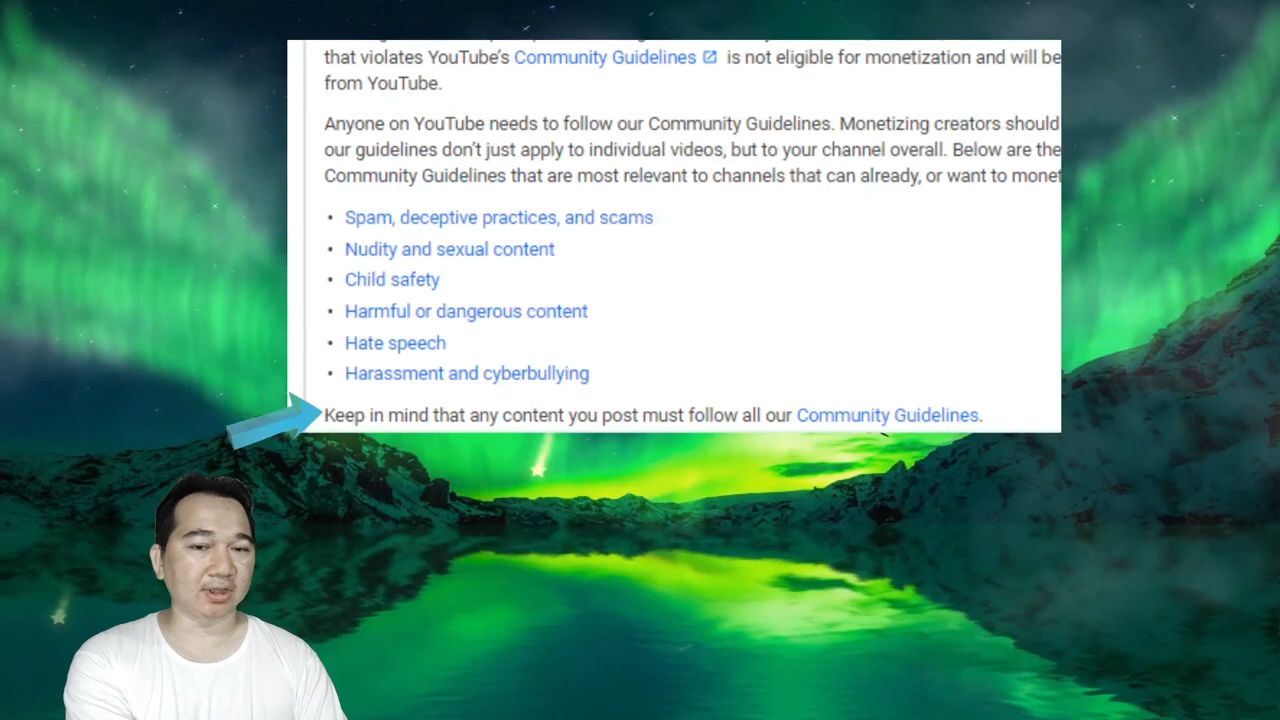 that violates YouTube's Community Guidelines is not eligible for monetization and will be
from YouTube.
Anyone on YouTube needs to follow our Community Guidelines. Monetizing creators should
our guidelines don't just apply to individual videos, but to your channel overall. Below are the
Community Guidelines that are most relevant to channels that can already, or want to monet
• Spam, deceptive practices, and scams
• Nudity and sexual content
• Child safety
• Harmful or dangerous content
• Hate speech
• Harassment and cyberbullying
Keep in mind that any content you post must follow all our Community Guidelines.